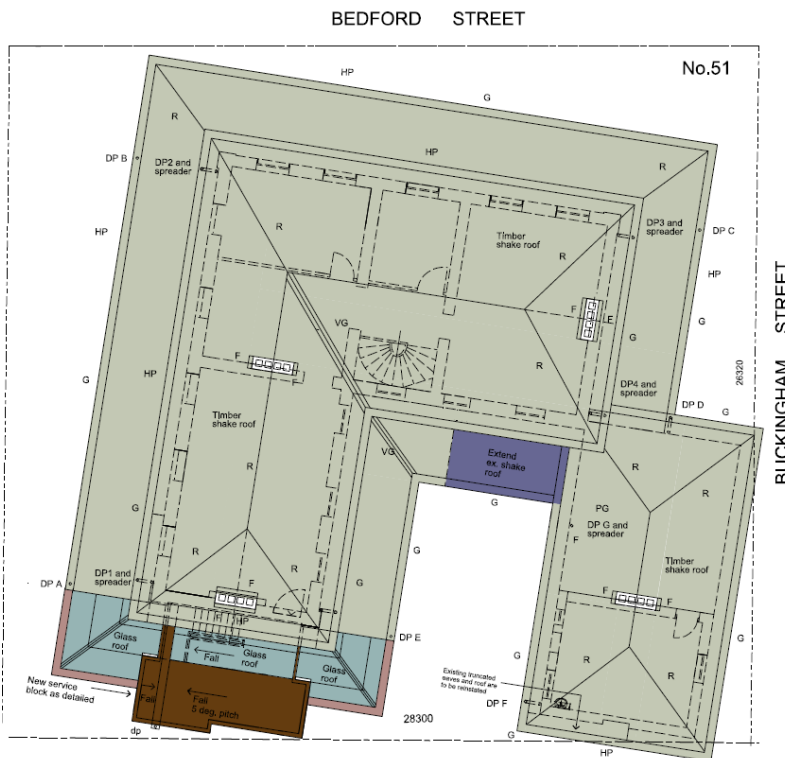 BEDFORD STREET
No.51
HP
G
R
HP
R
DP B
DP2 and
spreader
DP3 and
spreader
DP C
HP
R
Timber
shake roof
R
HP
F
F
G
G
VG
R
26320
BUCKINGHAM STREET
F
G
HP
DP4 and
spreader
DP D
G
Timber
shake roof
VG
Extend
ex. shake
roof
R
R
R
G
PG
DP G and
spreader
F
G
G
Timber
shake roof
R
DP1 and
spreader
DP A
R
F
R
G
F
F
F
HP
DP E
G
Glass
roof
Glass
roof
Fall
Glass
roof
R
R
G
New service
block as detailed
Fall
Fall
5 deg. pitch
Existing truncated
eaves and roof are
to be reinstated
DP F
28300
dp
G
HP